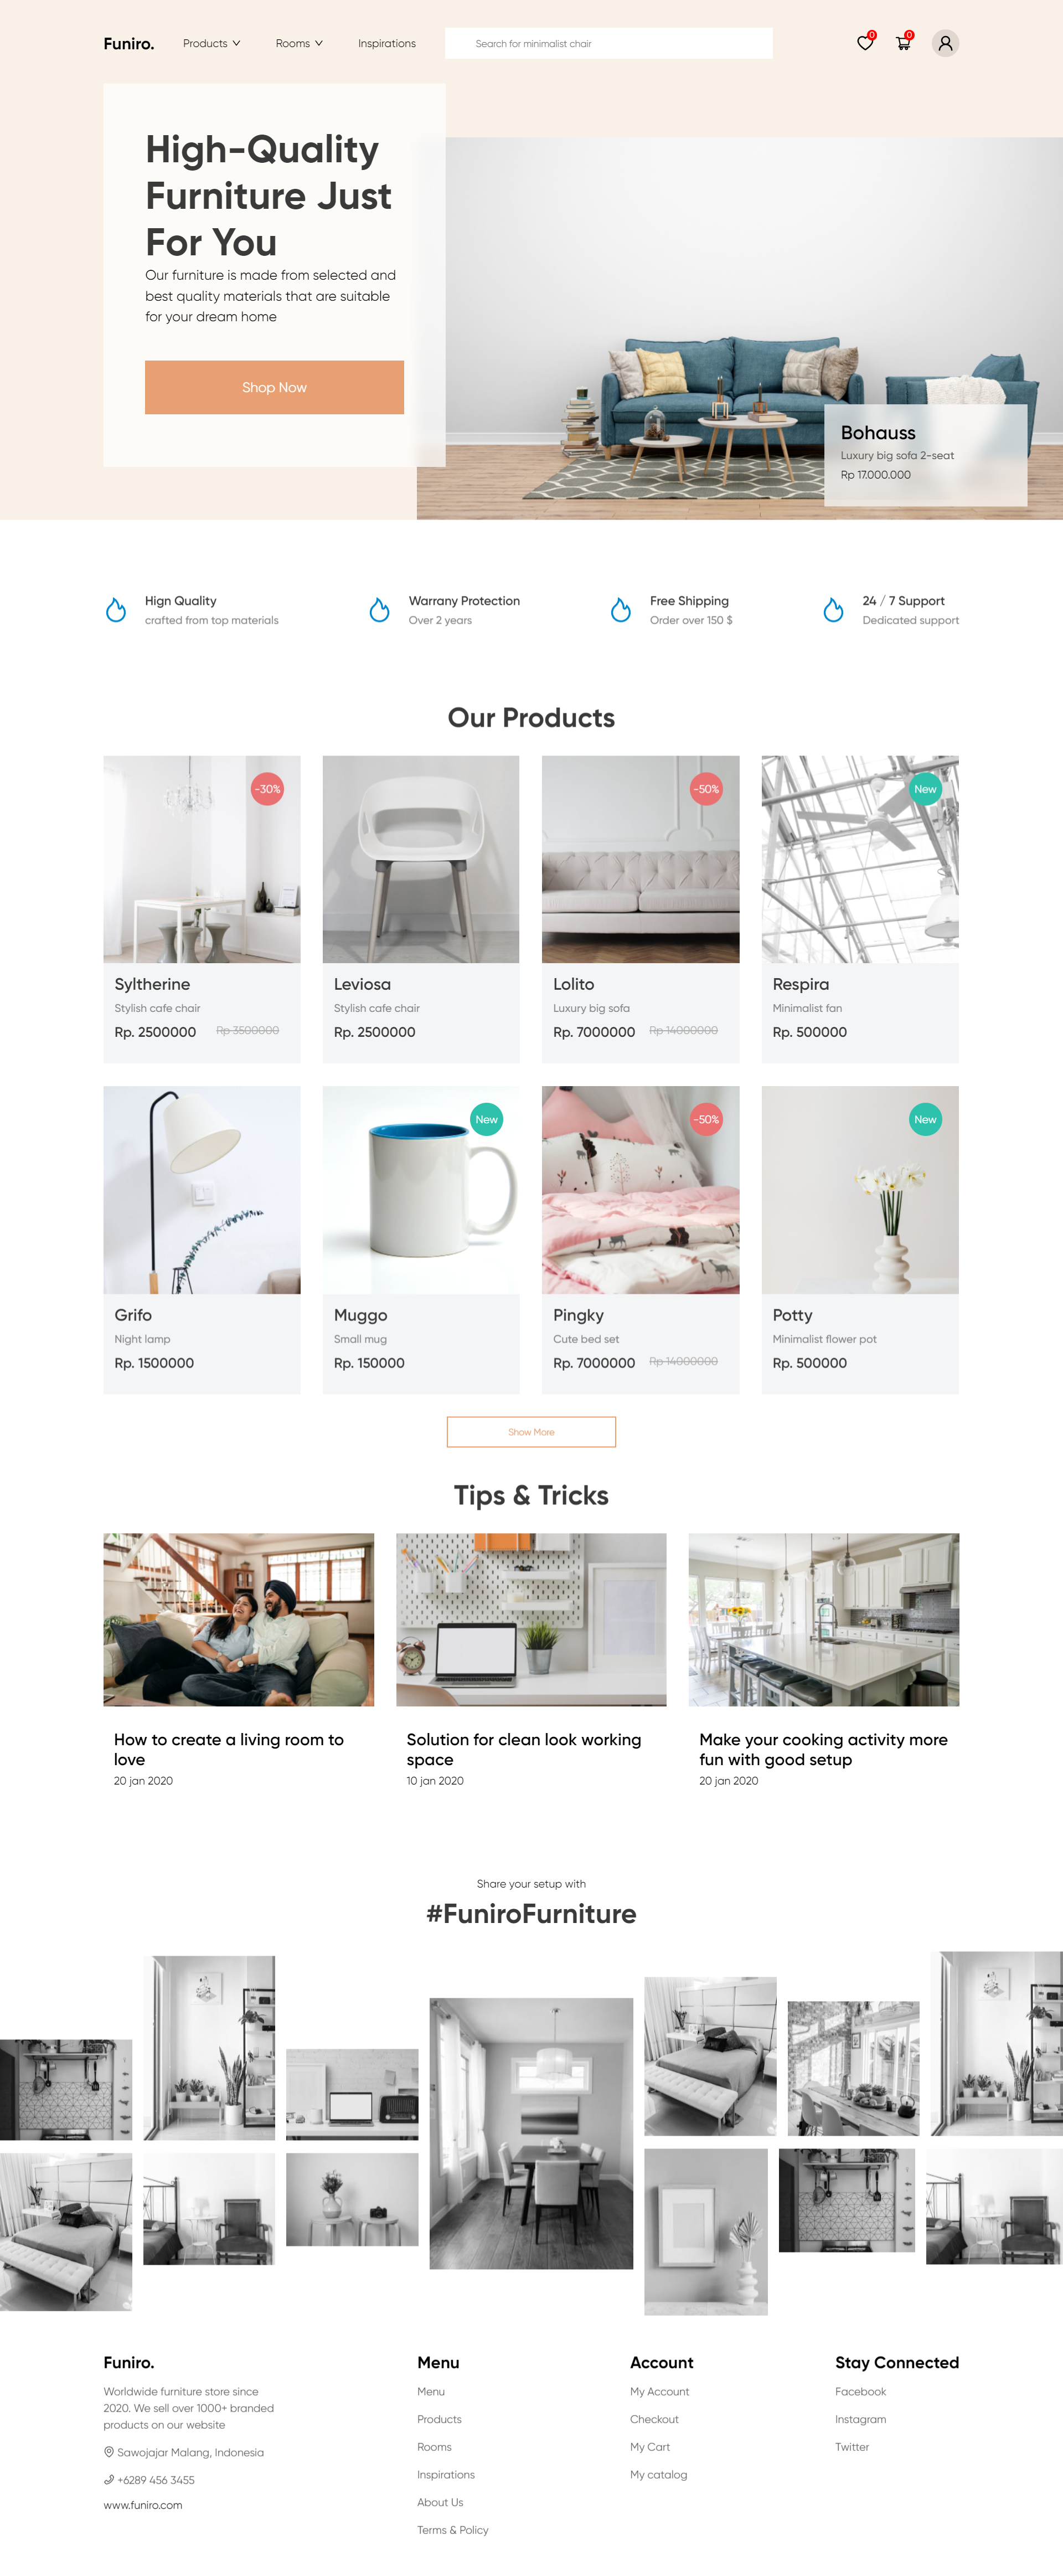 Funiro.
Products
Rooms
Inspirations
Search for minimalist chair
0
0
High-Quality
Furniture Just
For You
Our furniture is made from selected and
best quality materials that are suitable
for your dream home
Shop Now
Bohauss
Luxury big sofa 2-seat
Rp 17.000.000
Hign Quality
crafted from top materials
Warrany Protection
Over 2 years
Free Shipping
Order over 150 $
24 / 7 Support
Dedicated support
Our Products
-30%
Syltherine
Stylish cafe chair
Rp. 2500000 Rp 3500000
Leviosa
Stylish cafe chair
Rp. 2500000
-50%
Lolito
Luxury big sofa
Rp. 7000000 Rp 14000000
New
Respira
Minimalist fan
Rp. 500000
Grifo
Night lamp
Rp. 1500000
New
Muggo
Small mug
Rp. 150000
-50%
Pingky
Cute bed set
Rp. 7000000 Rp 14000000
New
Potty
Minimalist flower pot
Rp. 500000
Show More
Tips & Tricks
How to create a living room to
love
20 jan 2020
Solution for clean look working
space
10 jan 2020
Make your cooking activity more
fun with good setup
20 jan 2020
Share your setup with
#FuniroFurniture
Funiro.
Worldwide furniture store since
2020. We sell over 1000+ branded
products on our website
Sawojajar Malang, Indonesia
+6289 456 3455
www.funiro.com
Menu
Menu
Products
Rooms
Inspirations
About Us
Terms & Policy
Account
My Account
Checkout
My Cart
My catalog
Stay Connected
Facebook
Instagram
Twitter